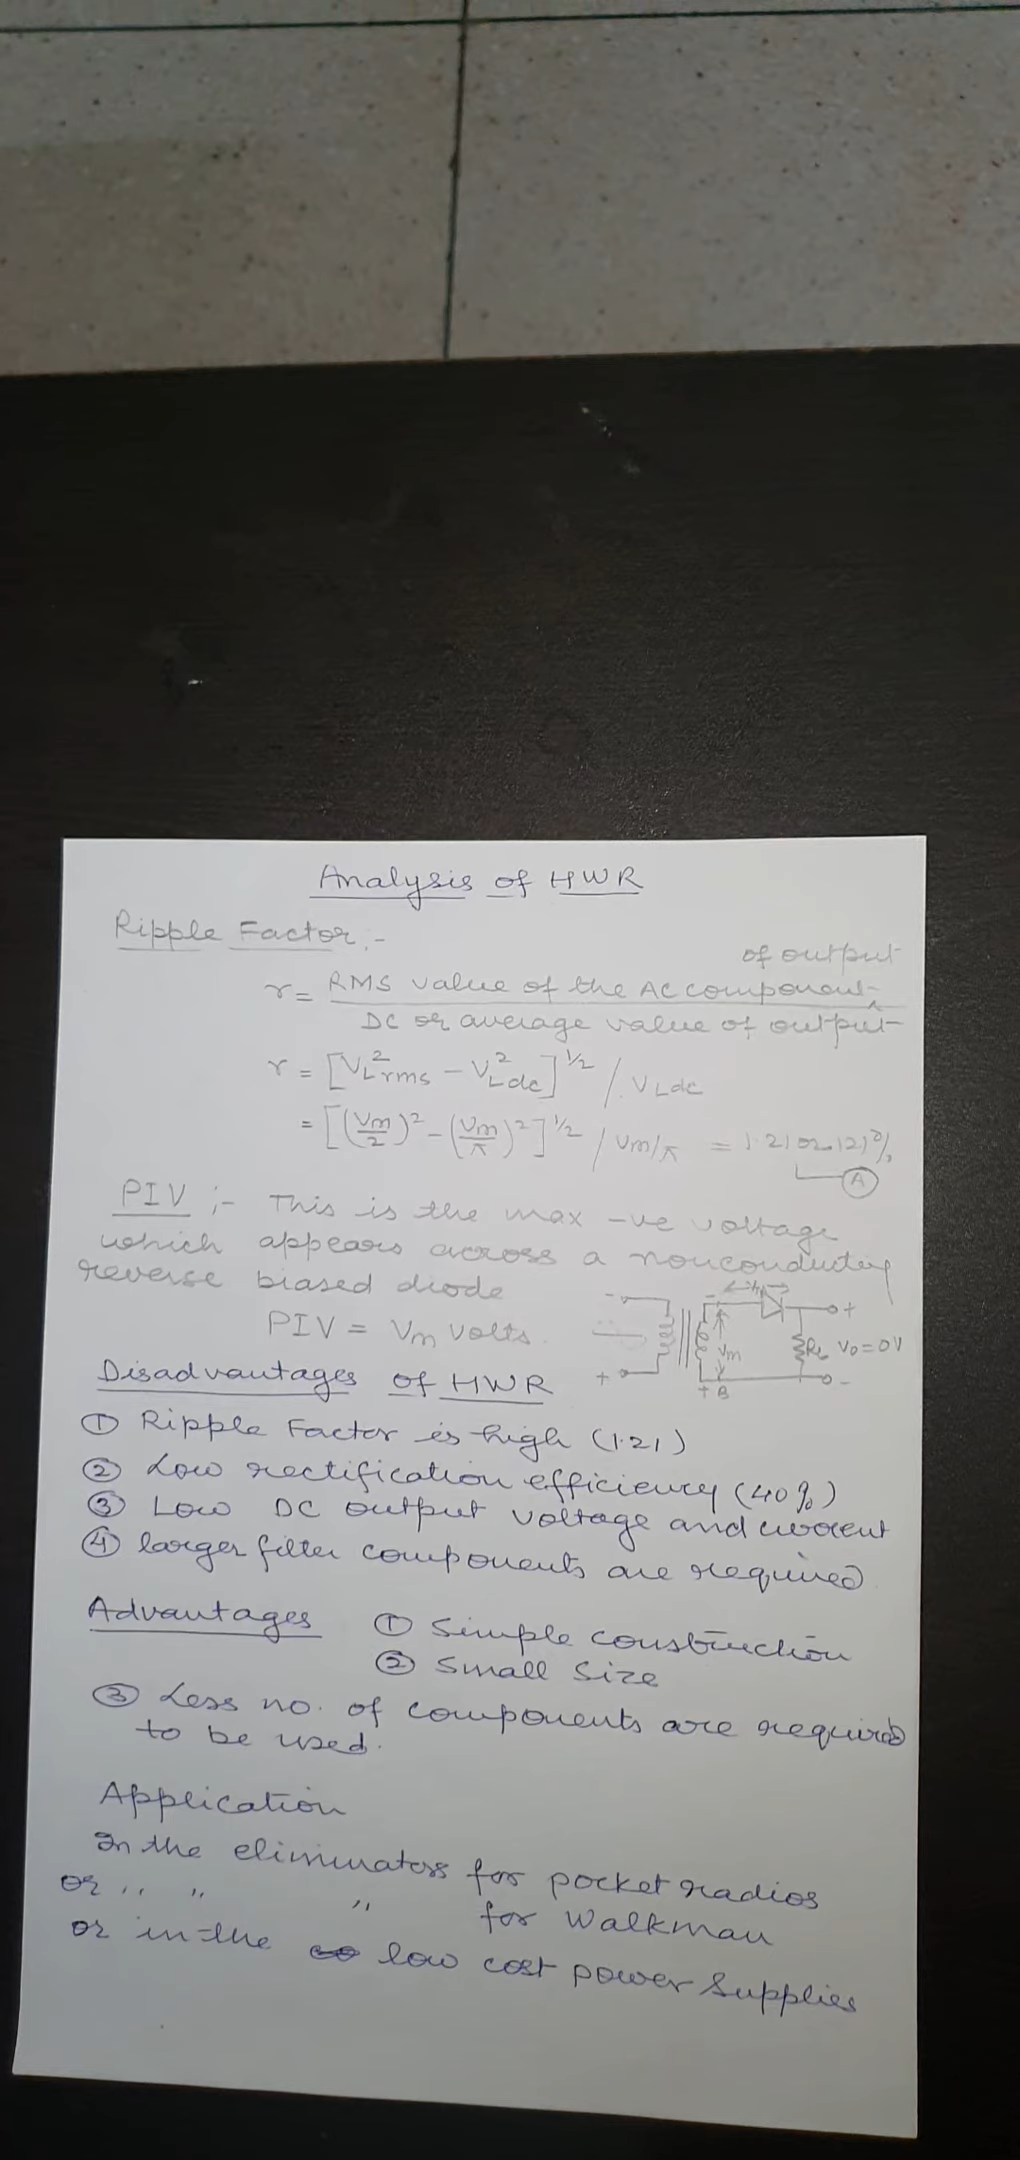 Analysis of HWR
Ripple Factor :-
of output
r = RMS value of the AC component
DC or average value of output
r = [V²Lrms - V²Ldc]^1/2 / VLdc
= [(Vm/2)² - (Vm/π)²]^1/2 / Vm/π = 1.21 or 121%
A
PIV :- This is the max -ve voltage
which appears across a nonconducting
reverse biased diode
PIV = Vm volts.
- +
Vm RL Vo = 0V
+ + B -
Disadvantages of HWR
① Ripple Factor is high (1.21)
② Low rectification efficiency (40%)
③ Low DC output voltage and current
④ larger filter components are required
Advantages ① Simple construction
② Small Size
③ Less no. of components are required
to be used.
Application
In the eliminators for pocket radios
or " " " for Walkman
or in the low cost power Supplies